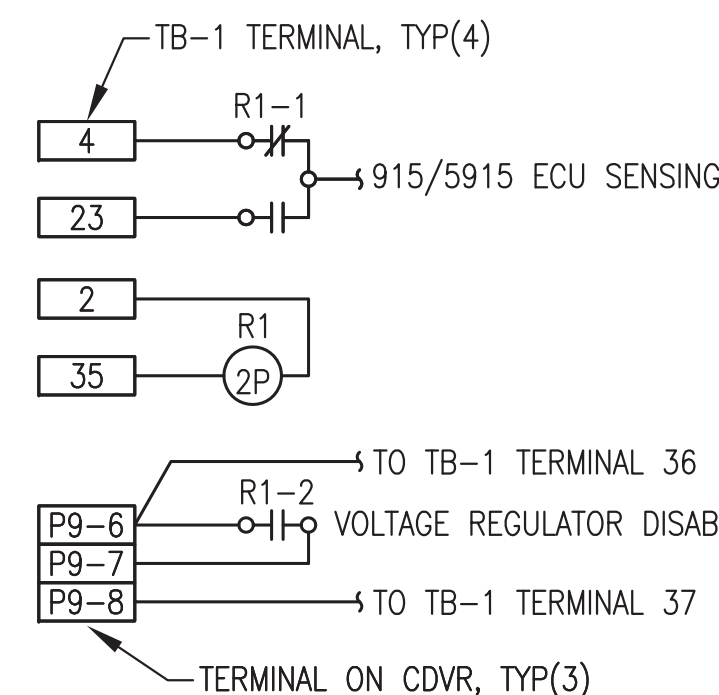 TB-1 TERMINAL, TYP(4)
R1-1
4
915/5915 ECU SENSING
23
2
R1
35
2P
TO TB-1 TERMINAL 36
R1-2
P9-6
VOLTAGE REGULATOR DISAB
P9-7
P9-8
TO TB-1 TERMINAL 37
TERMINAL ON CDVR, TYP(3)